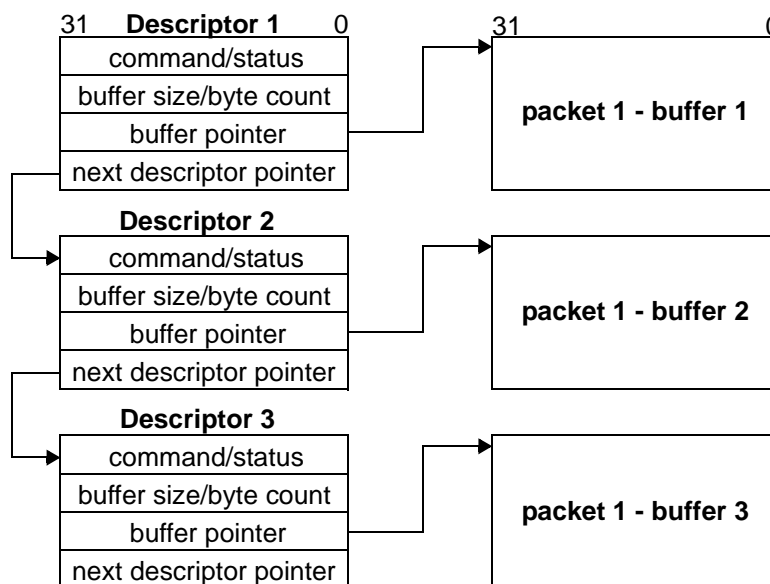 31 Descriptor 1 0
command/status
buffer size/byte count
buffer pointer
next descriptor pointer
31 0
packet 1 - buffer 1
Descriptor 2
command/status
buffer size/byte count
buffer pointer
next descriptor pointer
packet 1 - buffer 2
Descriptor 3
command/status
buffer size/byte count
buffer pointer
next descriptor pointer
packet 1 - buffer 3